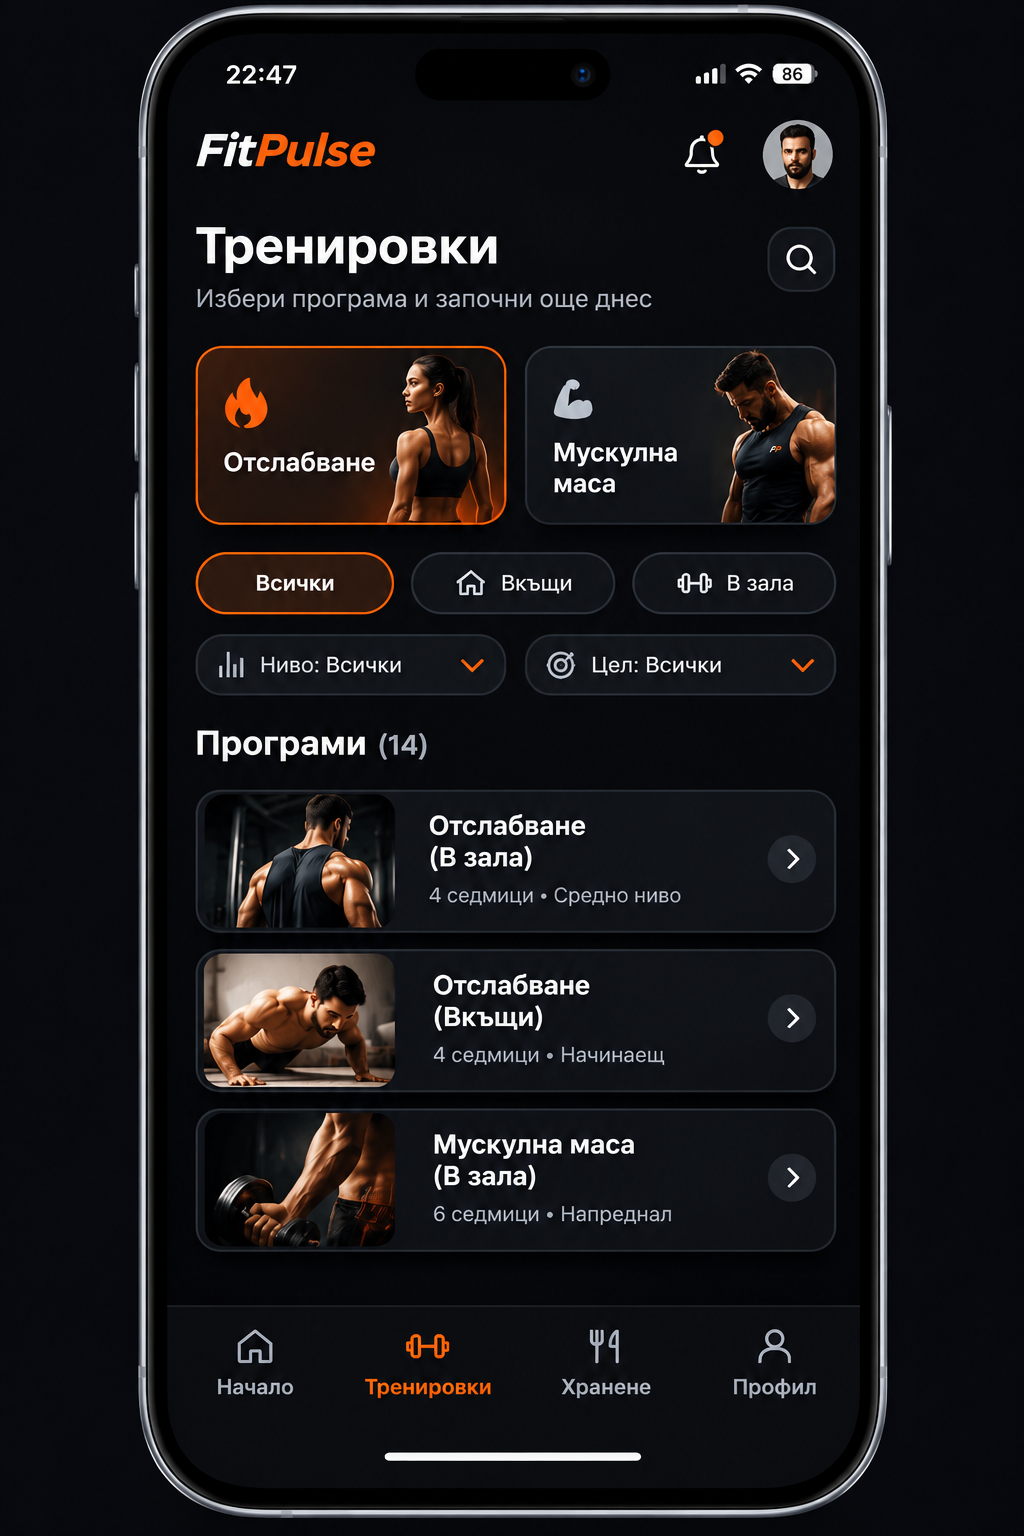 22:47
86
FitPulse
Тренировки
Избери програма и започни още днес
Отслабване
Мускулна
маса
FP
Всички
Вкъщи
В зала
Ниво: Всички
Цел: Всички
Програми (14)
Отслабване
(В зала)
4 седмици • Средно ниво
Отслабване
(Вкъщи)
4 седмици • Начинаещ
Мускулна маса
(В зала)
6 седмици • Напреднал
Начало
Тренировки
Хранене
Профил